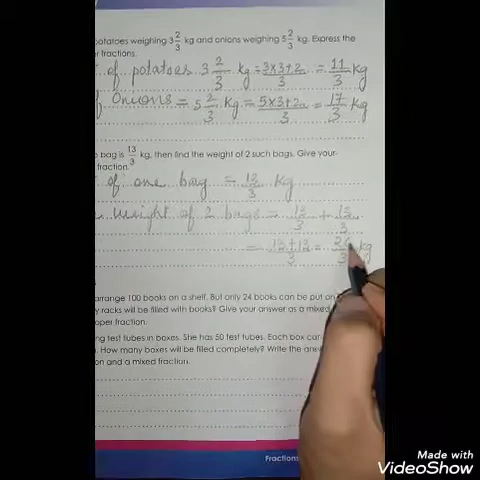 potatoes weighing 3 2/3 kg and onions weighing 5 2/3 kg. Express the
fractions.
of potatoes 3 2/3 kg = 3×3+2/3 = 11/3 kg
Onions = 5 2/3 kg = 5×3+2/3 = 17/3 kg
bag is 13/3 kg, then find the weight of 2 such bags. Give your
fraction.
of one bag = 13/3 kg
weight of 2 bags = 13/3 + 13/3
= 13+13/3 = 26/3 kg
arrange 100 books on a shelf. But only 24 books can be put on
racks will be filled with books? Give your answer as a mixed
proper fraction.
ng test tubes in boxes. She has 50 test tubes. Each box can
How many boxes will be filled completely? Write the
on and a mixed fraction.
Fractions
Made with
VideoShow